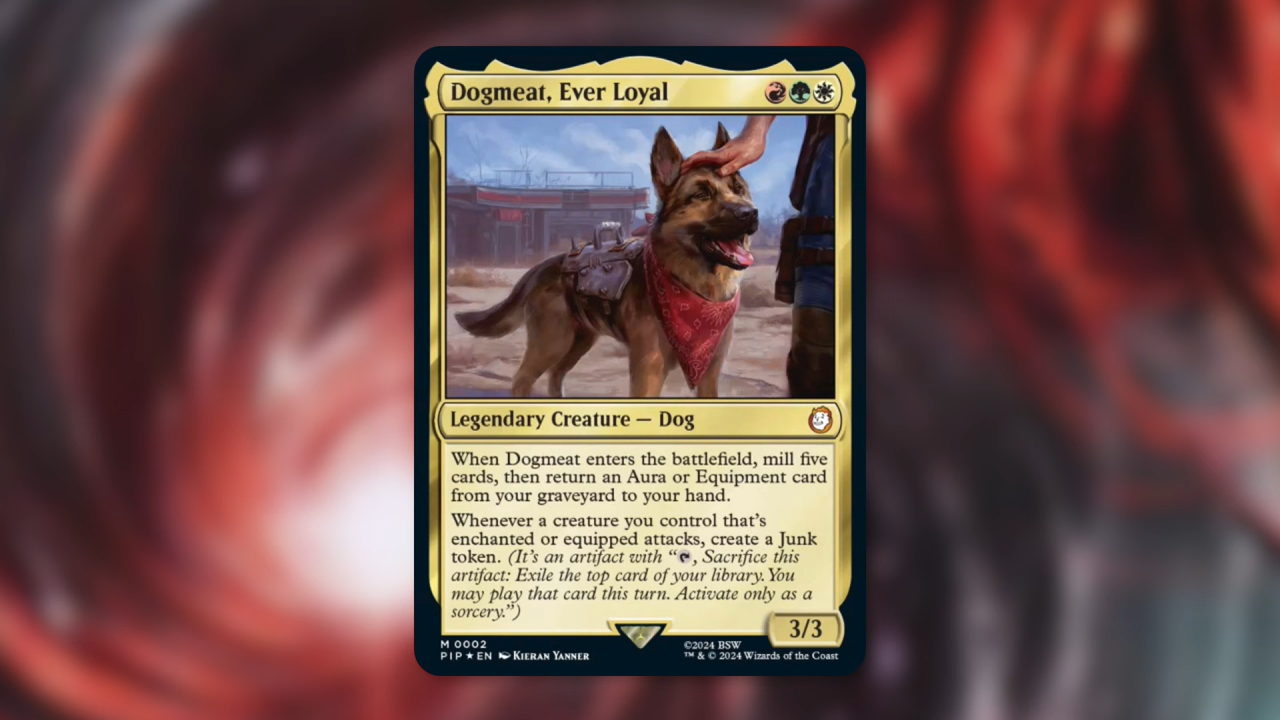 Dogmeat, Ever Loyal
Legendary Creature — Dog
When Dogmeat enters the battlefield, mill five
cards, then return an Aura or Equipment card
from your graveyard to your hand.
Whenever a creature you control that's
enchanted or equipped attacks, create a Junk
token. (It's an artifact with “, Sacrifice this
artifact: Exile the top card of your library. You
may play that card this turn. Activate only as a
sorcery.”)
3/3
M 0002
PIP ★ EN Kieran Yanner
©2024 BSW
™ & © 2024 Wizards of the Coast